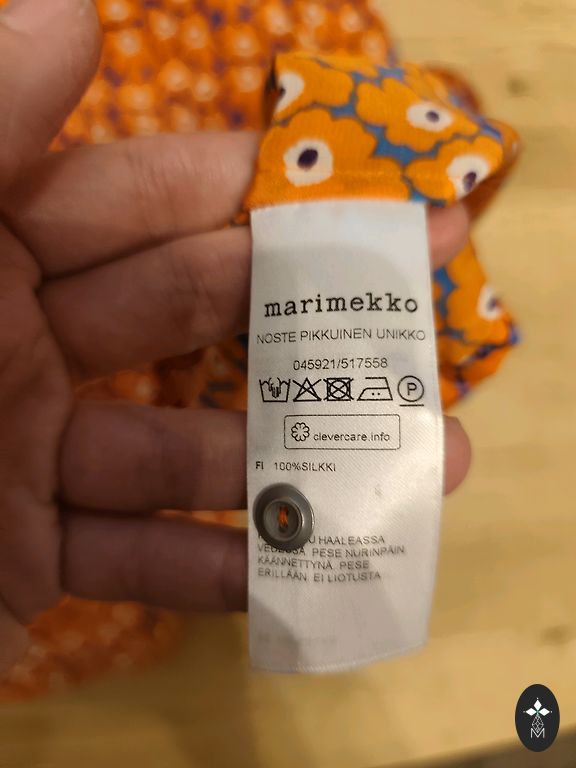 marimekko
NOSTE PIKKUINEN UNIKKO
045921/517558
P
clevercare.info
FI 100%SILKKI
HAALEASSA
PESE NURINPÄIN
KÄÄNNETTYNÄ. PESE
ERILLÄÄN. EI LIOTUSTA
M